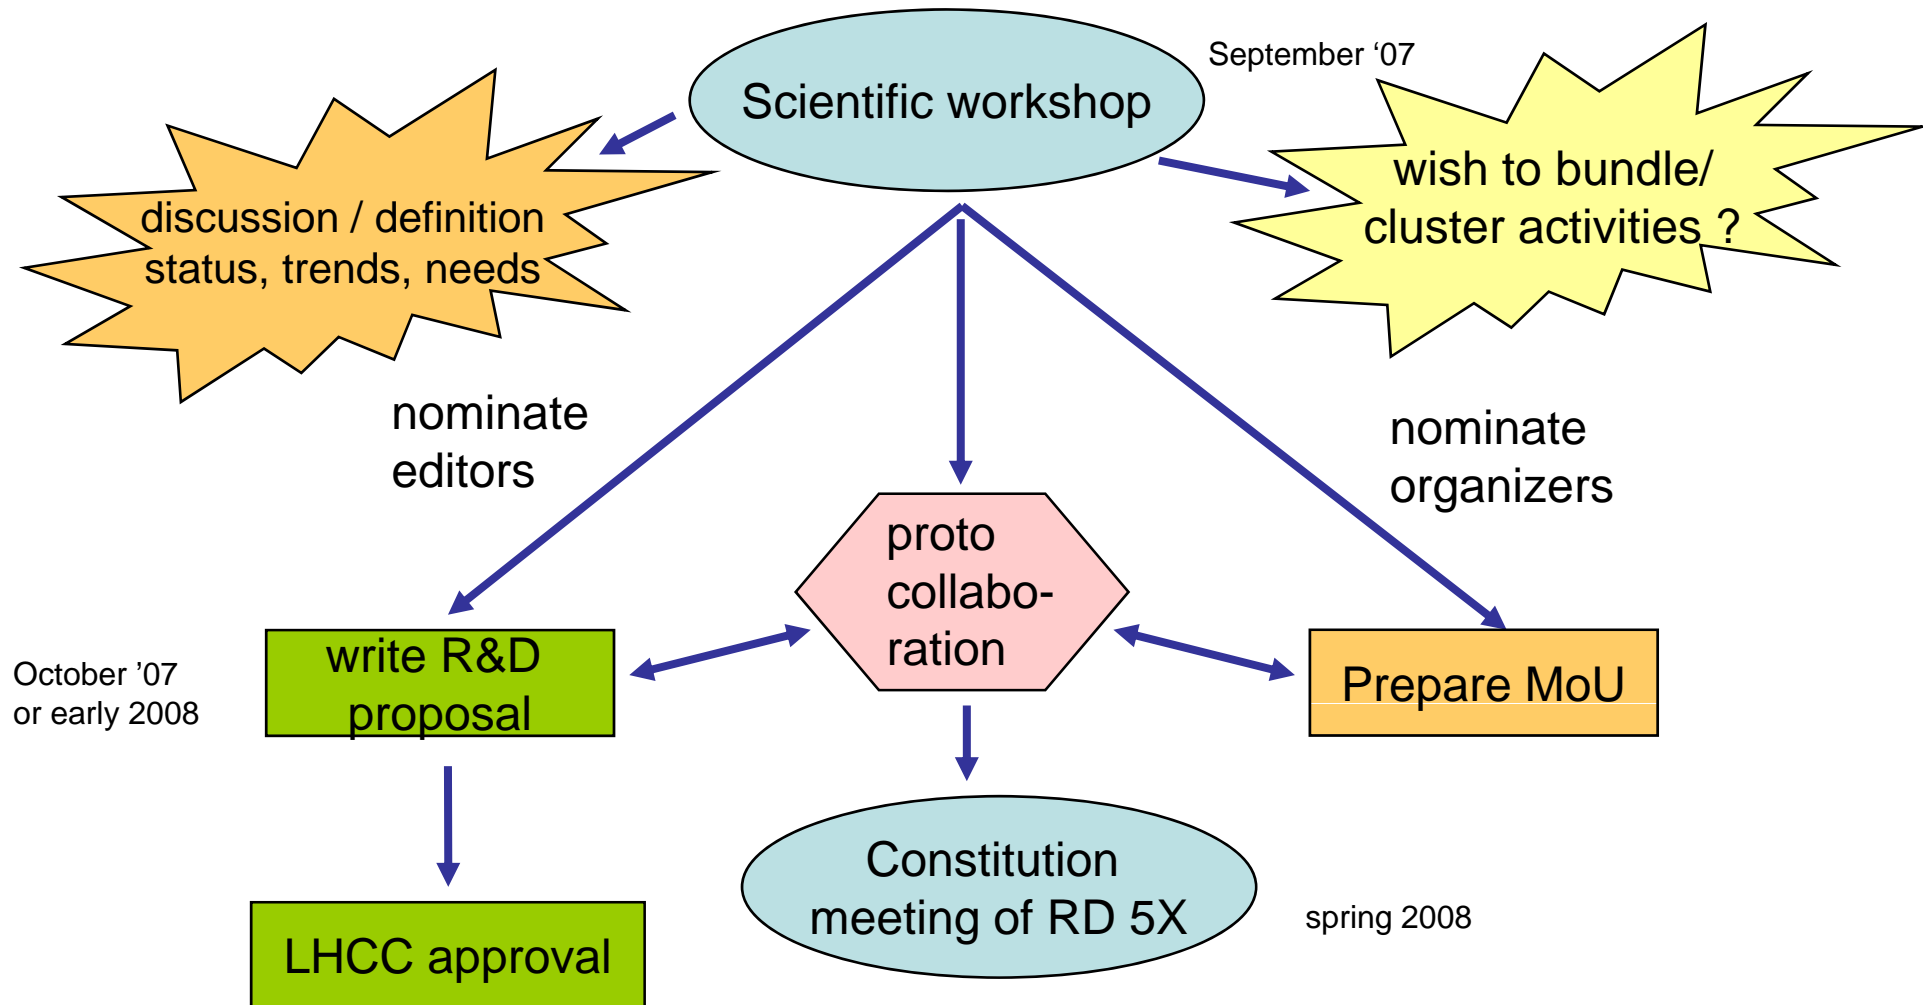 September ‘07
Scientific workshop
wish to bundle/
cluster activities ?
discussion / definition
status, trends, needs
nominate
editors
nominate
organizers
proto
collabo-
ration
October ’07
or early 2008
write R&D
proposal
Prepare MoU
Constitution
meeting of RD 5X
spring 2008
LHCC approval